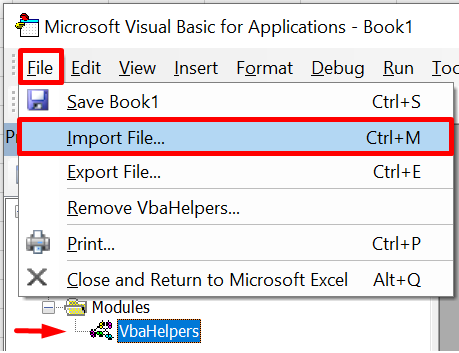 Microsoft Visual Basic for Applications - Book1
File Edit View Insert Format Debug Run
Save Book1 Ctrl+S
Import File... Ctrl+M
Export File... Ctrl+E
Remove VbaHelpers...
Print... Ctrl+P
Close and Return to Microsoft Excel Alt+Q
Modules
VbaHelpers